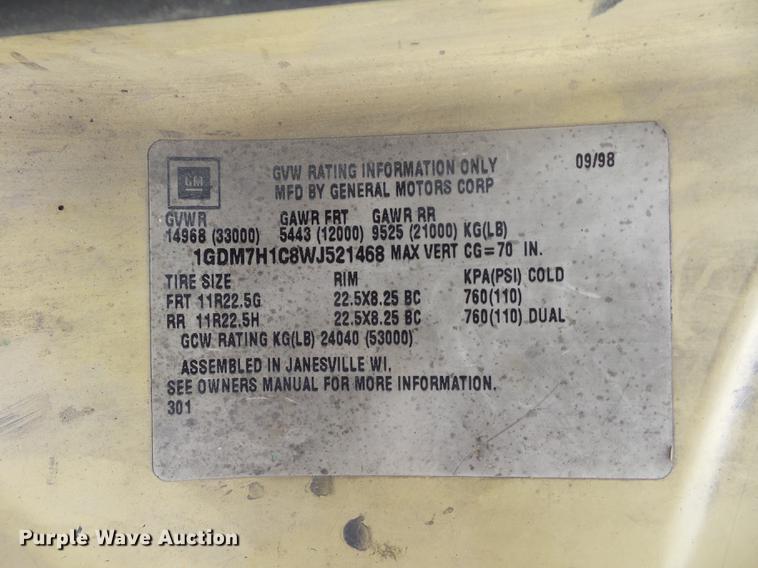 GM
GVW RATING INFORMATION ONLY 09/98
MFD BY GENERAL MOTORS CORP
GVWR GAWR FRT GAWR RR
14968 (33000) 5443 (12000) 9525 (21000) KG(LB)
1GDM7H1C8WJ521468 MAX VERT CG=70 IN.
TIRE SIZE RIM KPA(PSI) COLD
FRT 11R22.5G 22.5X8.25 BC 760(110)
RR 11R22.5H 22.5X8.25 BC 760(110) DUAL
GCW RATING KG(LB) 24040 (53000)
ASSEMBLED IN JANESVILLE WI.
SEE OWNERS MANUAL FOR MORE INFORMATION.
301
Purple Wave Auction